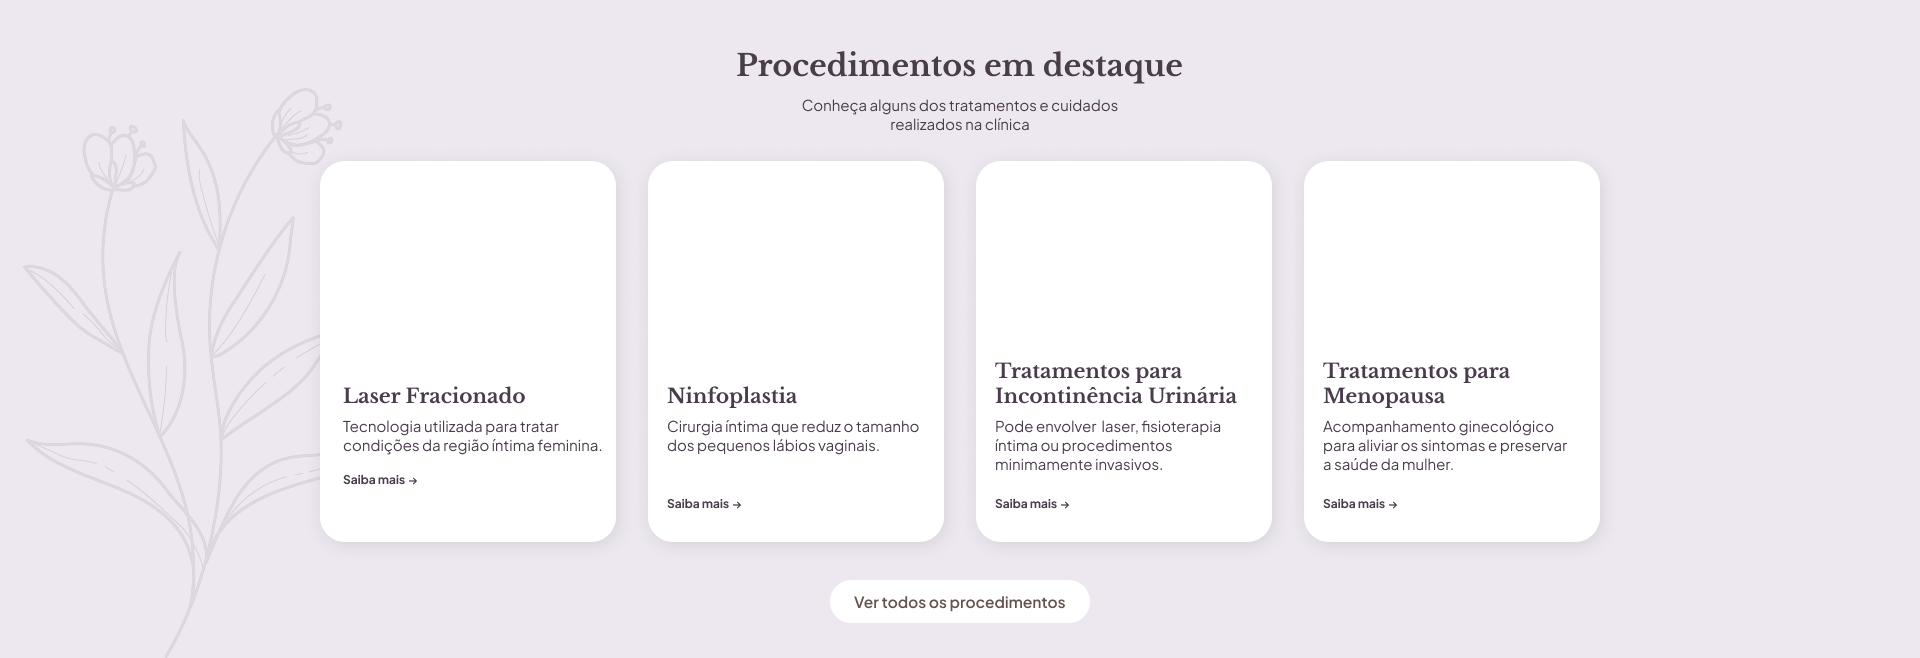 Procedimentos em destaque
Conheça alguns dos tratamentos e cuidados
realizados na clínica
Laser Fracionado
Tecnologia utilizada para tratar
condições da região íntima feminina.
Saiba mais →
Ninfoplastia
Cirurgia íntima que reduz o tamanho
dos pequenos lábios vaginais.
Saiba mais →
Tratamentos para
Incontinência Urinária
Pode envolver laser, fisioterapia
íntima ou procedimentos
minimamente invasivos.
Saiba mais →
Tratamentos para
Menopausa
Acompanhamento ginecológico
para aliviar os sintomas e preservar
a saúde da mulher.
Saiba mais →
Ver todos os procedimentos